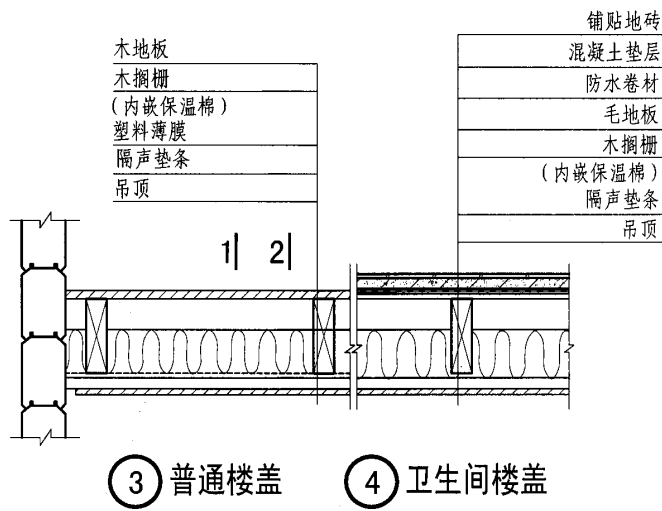 木地板
木搁栅
(内嵌保温棉)
塑料薄膜
隔声垫条
吊顶
铺贴地砖
混凝土垫层
防水卷材
毛地板
木搁栅
(内嵌保温棉)
隔声垫条
吊顶
1 2
3 普通楼盖
4 卫生间楼盖